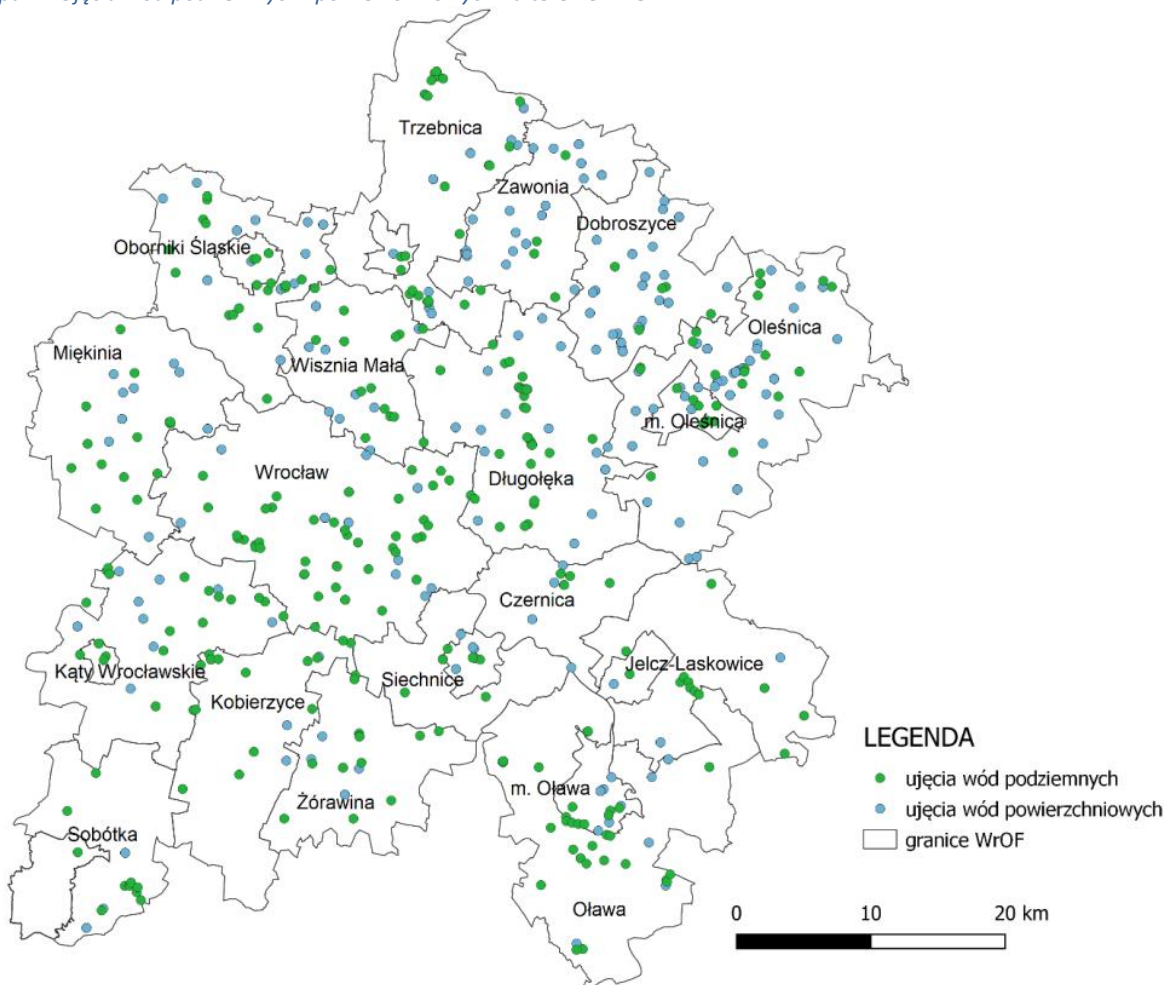 Trzebnica
Zawonia
Dobroszyce
Oborniki Śląskie
Oleśnica
Miękinia
Wisznia Mała
m. Oleśnica
Wrocław
Długołęka
Czernica
Jelcz-Laskowice
Kąty Wrocławskie
Siechnice
Kobierzyce
LEGENDA
ujęcia wód podziemnych
m. Oława
Żórawina
ujęcia wód powierzchniowych
Sobótka
granice WrOF
Oława
0 10 20 km